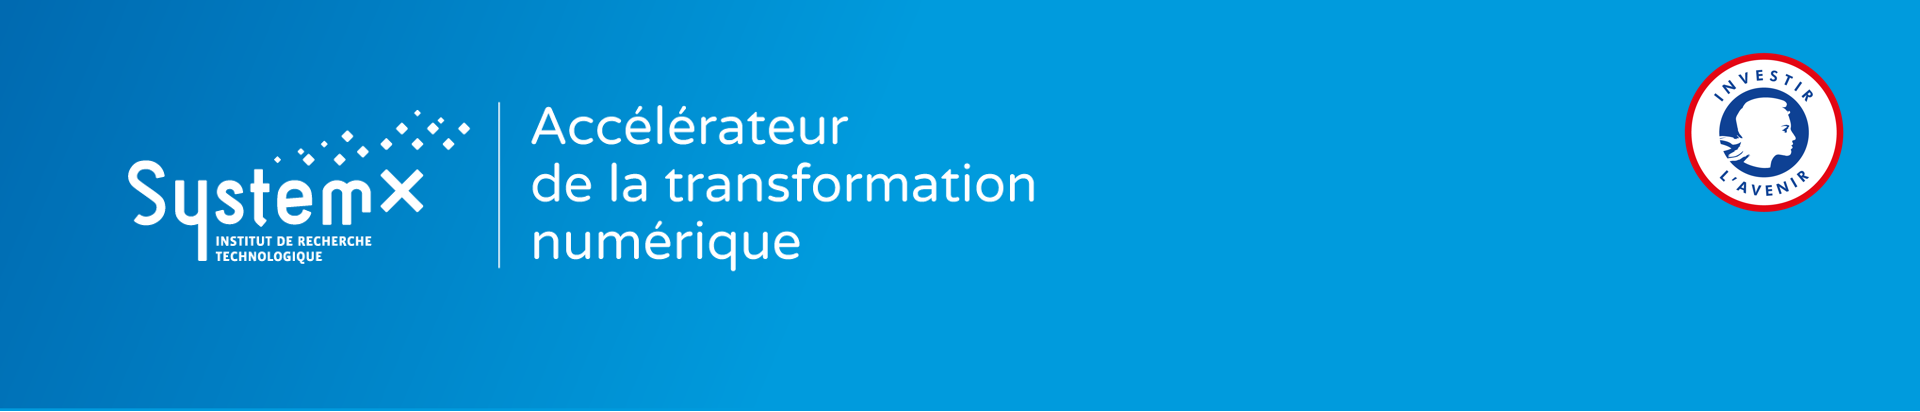 SystemX
INSTITUT DE RECHERCHE
TECHNOLOGIQUE
Accélérateur
de la transformation
numérique
INVESTIR
L'AVENIR